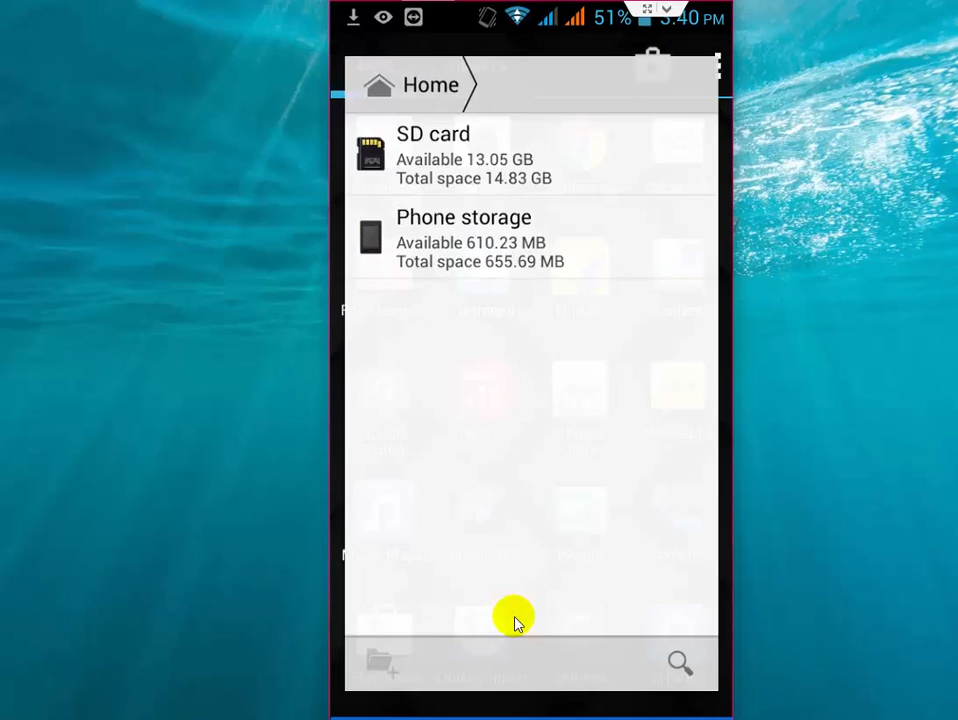 51% 3:40 PM
Home
SD card
Available 13.05 GB
Total space 14.83 GB
Phone storage
Available 610.23 MB
Total space 655.69 MB